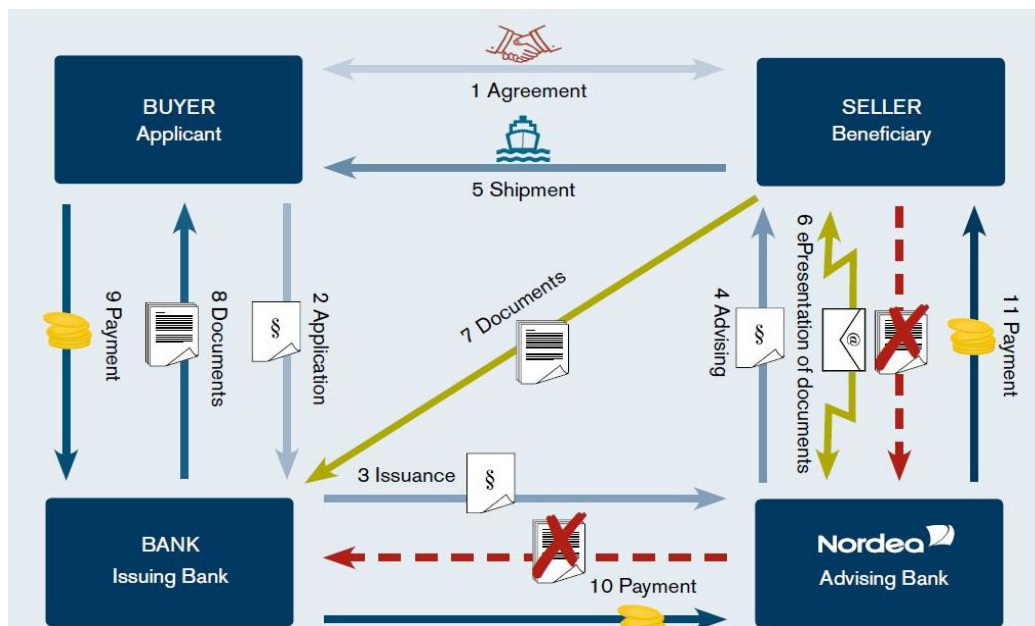 BUYER
Applicant
1 Agreement
SELLER
Beneficiary
5 Shipment
9 Payment
8 Documents
§
2 Application
7 Documents
4 Advising
§
6 ePresentation of documents
@
11 Payment
3 Issuance
§
BANK
Issuing Bank
10 Payment
Nordea
Advising Bank